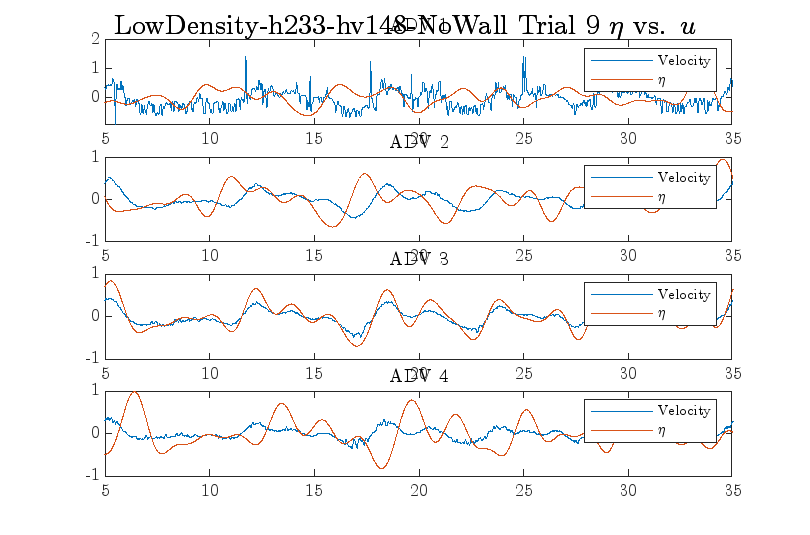 LowDensity-h233-hv148-NoWall Trial 9 η vs. u
ADV 1
2
1
0
Velocity
η
5 10 15 20 25 30 35
ADV 2
1
0
-1
Velocity
η
5 10 15 20 25 30 35
ADV 3
1
0
-1
Velocity
η
5 10 15 20 25 30 35
ADV 4
1
0
-1
Velocity
η
5 10 15 20 25 30 35